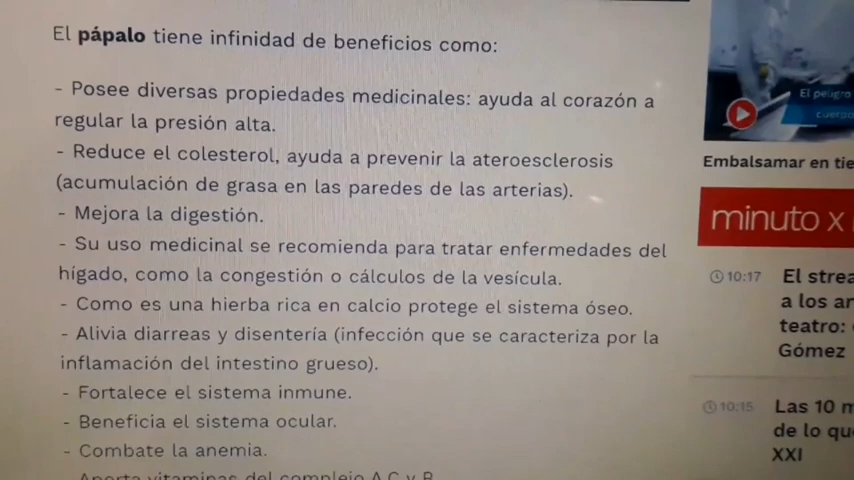 El pápalo tiene infinidad de beneficios como:
- Posee diversas propiedades medicinales: ayuda al corazón a
regular la presión alta.
- Reduce el colesterol, ayuda a prevenir la ateroesclerosis
(acumulación de grasa en las paredes de las arterias).
- Mejora la digestión.
- Su uso medicinal se recomienda para tratar enfermedades del
hígado, como la congestión o cálculos de la vesícula.
- Como es una hierba rica en calcio protege el sistema óseo.
- Alivia diarreas y disentería (infección que se caracteriza por la
inflamación del intestino grueso).
- Fortalece el sistema inmune.
- Beneficia el sistema ocular.
- Combate la anemia.
- Aporta vitaminas del complejo A,C y B
El peligro
cuerpo
Embalsamar en tie
minuto x
10:17 El strea
a los ar
teatro:
Gómez
10:15 Las 10 m
de lo qu
XXI